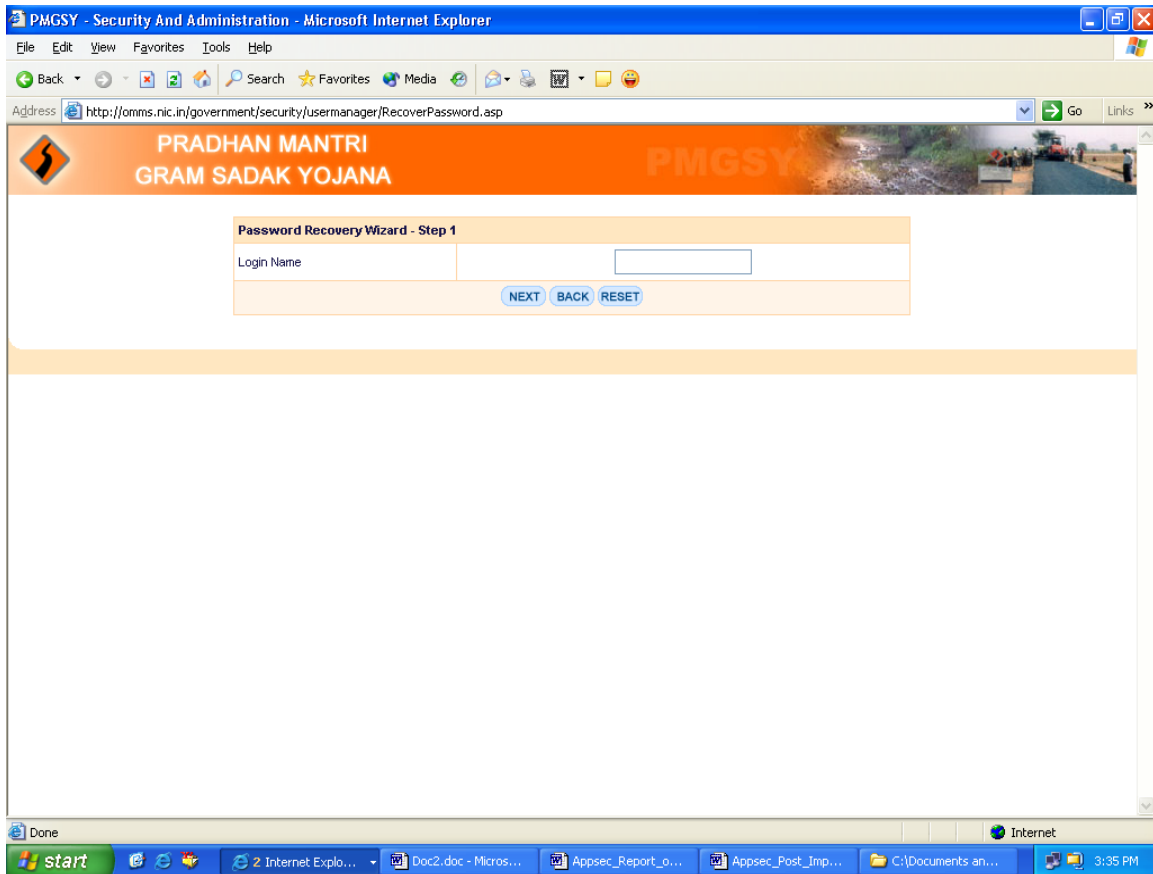 PMGSY - Security And Administration - Microsoft Internet Explorer
File Edit View Favorites Tools Help
Back Search Favorites Media
Address http://omms.nic.in/government/security/usermanager/RecoverPassword.asp Go Links »
PRADHAN MANTRI
GRAM SADAK YOJANA
PMGSY
Password Recovery Wizard - Step 1
Login Name
NEXT BACK RESET
Done Internet
start 2 Internet Explo... Doc2.doc - Micros... Appsec_Report_o... Appsec_Post_Imp... C:\Documents an... 3:35 PM